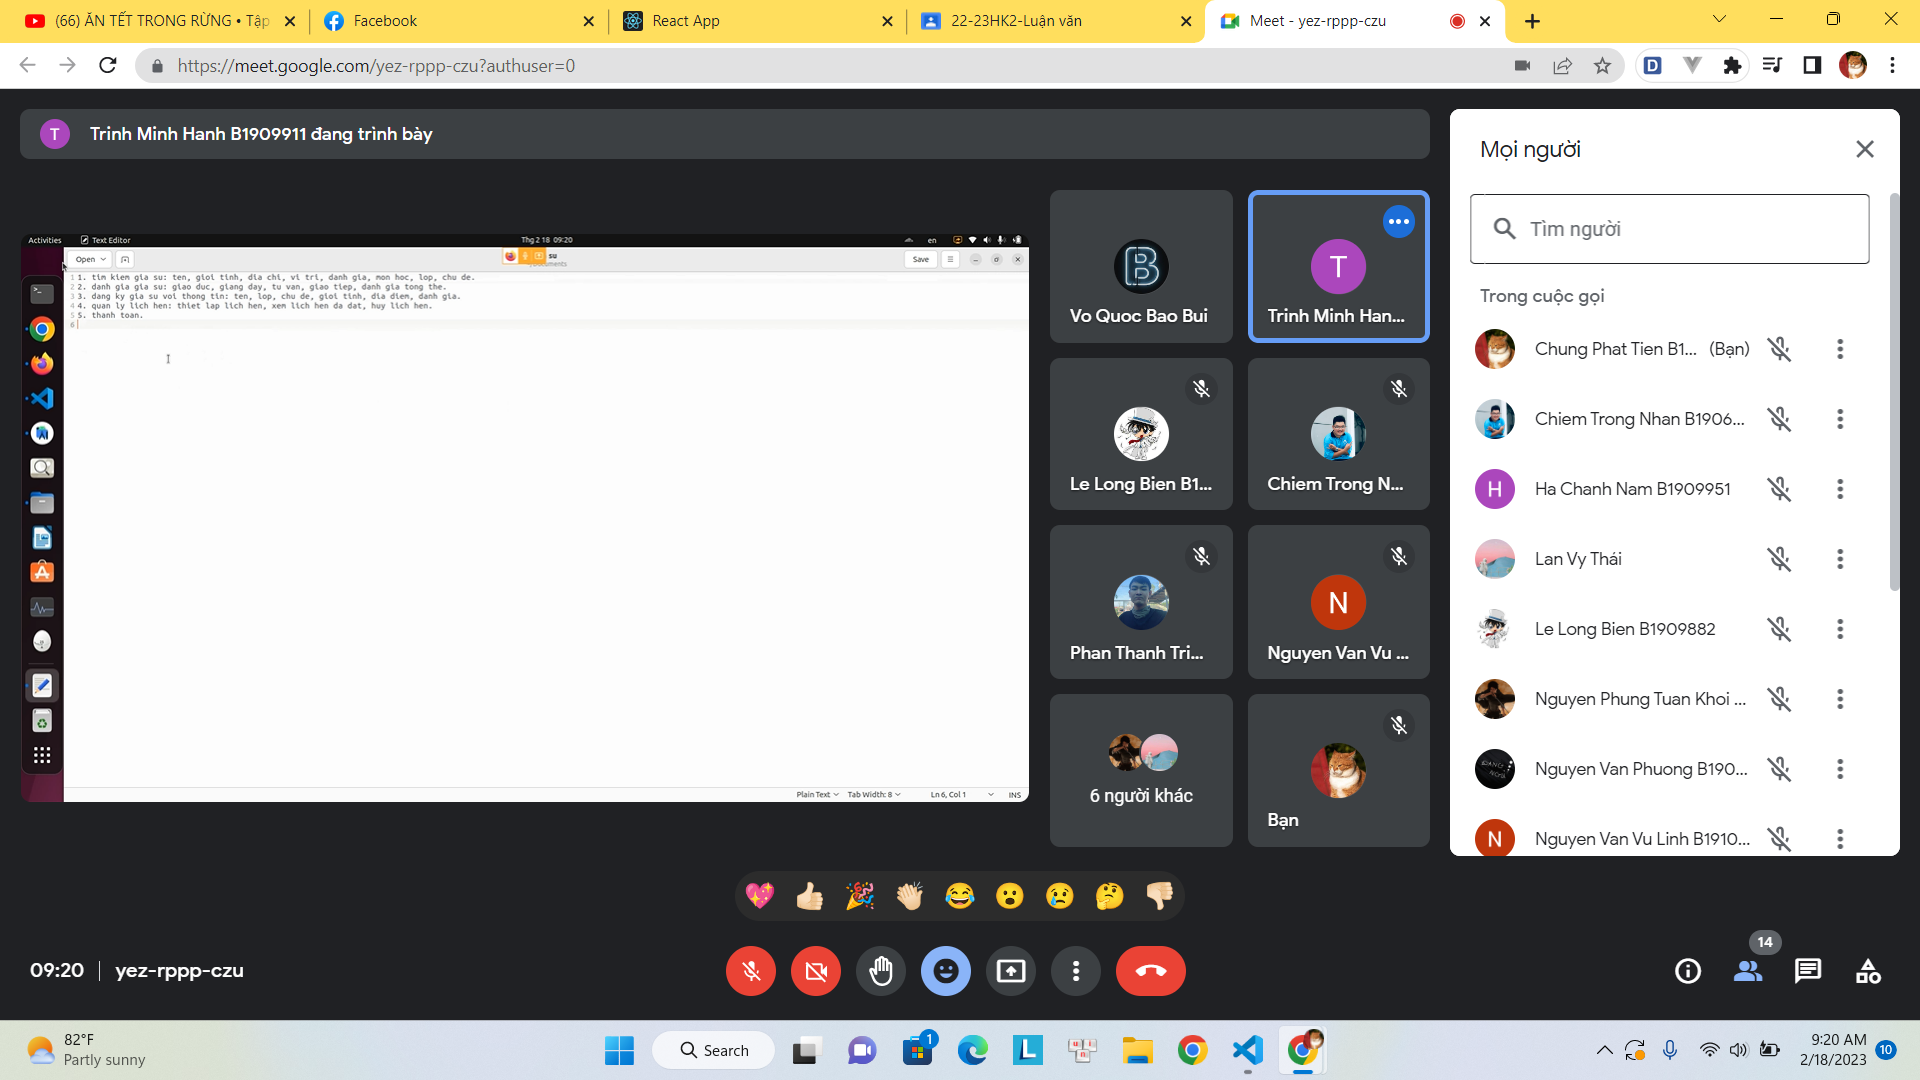 (66) ĂN TẾT TRONG RỪNG • Tập
Facebook
React App
22-23HK2-Luận văn
Meet - yez-rppp-czu
https://meet.google.com/yez-rppp-czu?authuser=0
T
Trinh Minh Hanh B1909911 đang trình bày
Activities
Text Editor
Thg 2 18 09:20
en
Open
su
Save
1 1. tim kiem gia su: ten, gioi tinh, dia chi, vi tri, danh gia, mon hoc, lop, chu de.
2 2. danh gia gia su: giao duc, giang day, tu van, giao tiep, danh gia tong the.
3 3. dang ky gia su voi thong tin: ten, lop, chu de, gioi tinh, dia diem, danh gia.
4 4. quan ly lich hen: thiet lap lich hen, xem lich hen da dat, huy lich hen.
5 5. thanh toan.
6
Plain Text
Tab Width: 8
Ln 6, Col 1
INS
B
Vo Quoc Bao Bui
T
Trinh Minh Han...
Le Long Bien B1...
Chiem Trong N...
Phan Thanh Tri...
N
Nguyen Van Vu ...
6 người khác
Bạn
Mọi người
Tìm người
Trong cuộc gọi
Chung Phat Tien B1... (Bạn)
Chiem Trong Nhan B1906...
H
Ha Chanh Nam B1909951
Lan Vy Thái
Le Long Bien B1909882
Nguyen Phung Tuan Khoi ...
Nguyen Van Phuong B190...
N
Nguyen Van Vu Linh B1910...
09:20
yez-rppp-czu
14
82°F
Partly sunny
Search
1
9:20 AM
2/18/2023
10